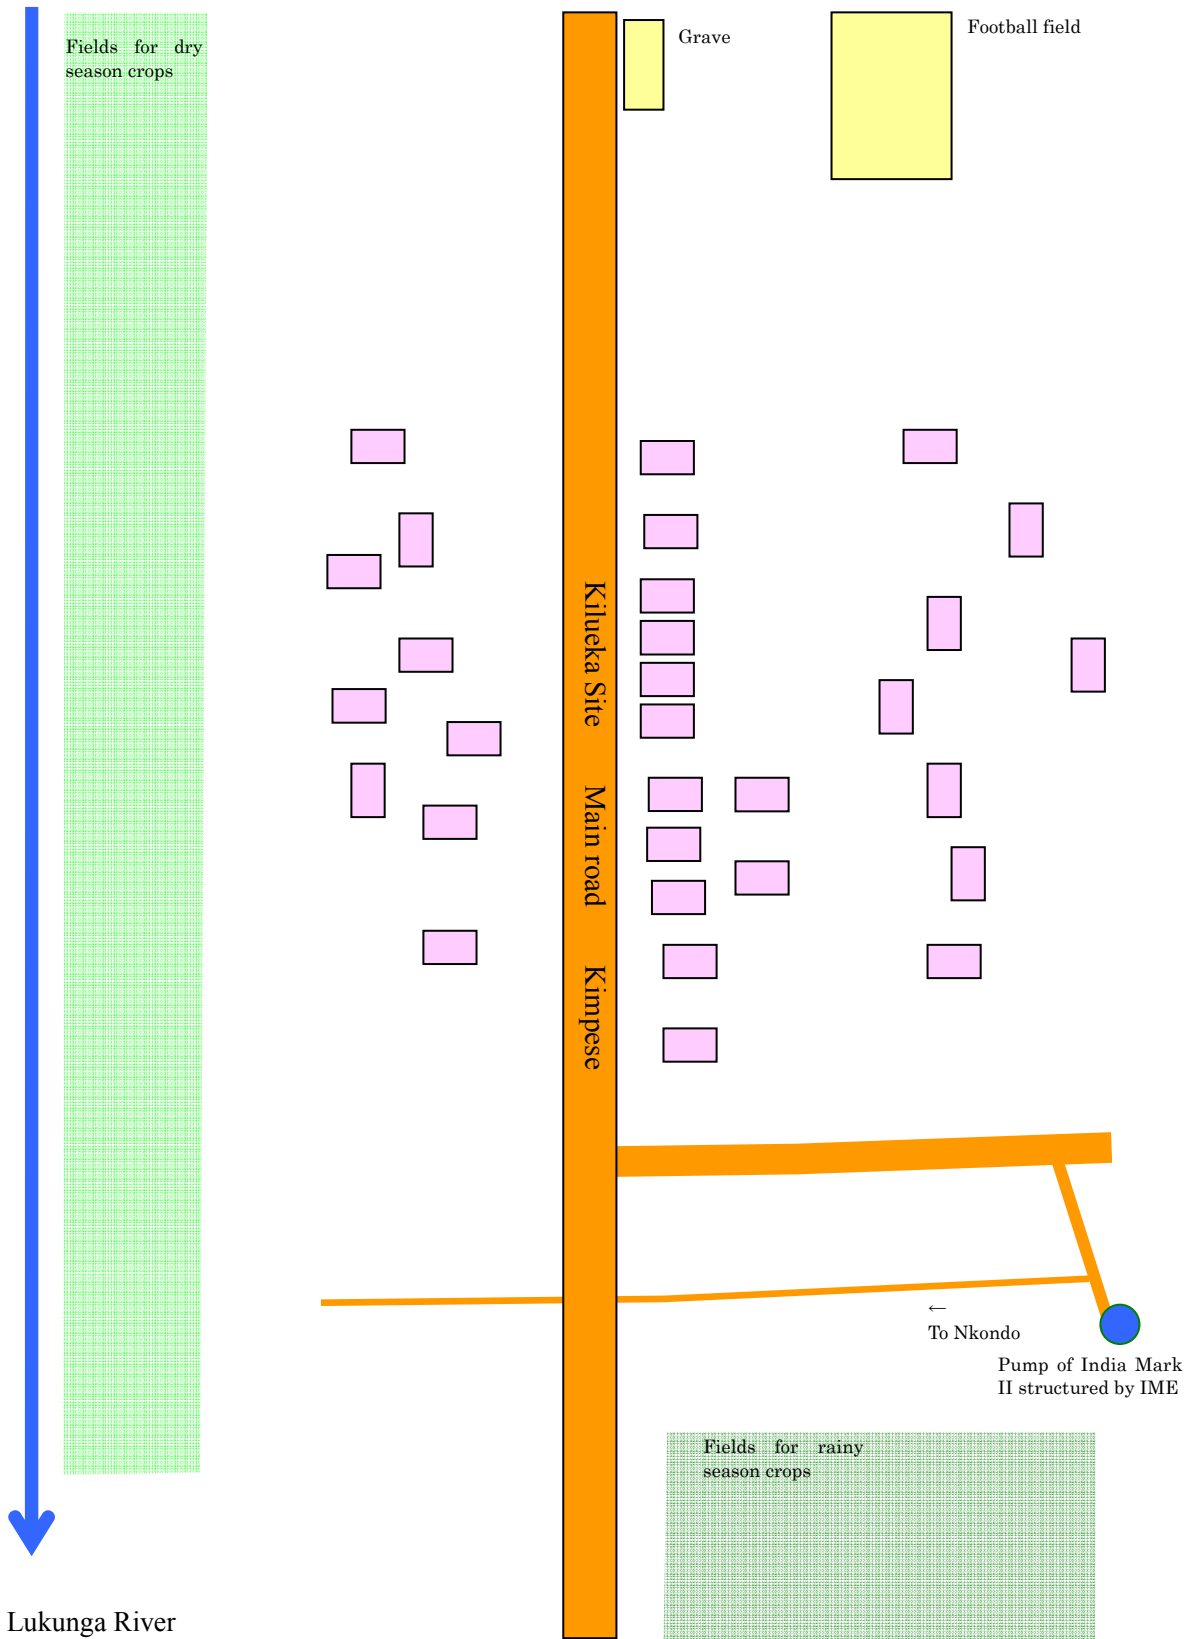 Fields for dry
season crops
Grave
Football field
Kilueka Site Main road Kimpese
←
To Nkondo
Pump of India Mark
II structured by IME
Fields for rainy
season crops
Lukunga River